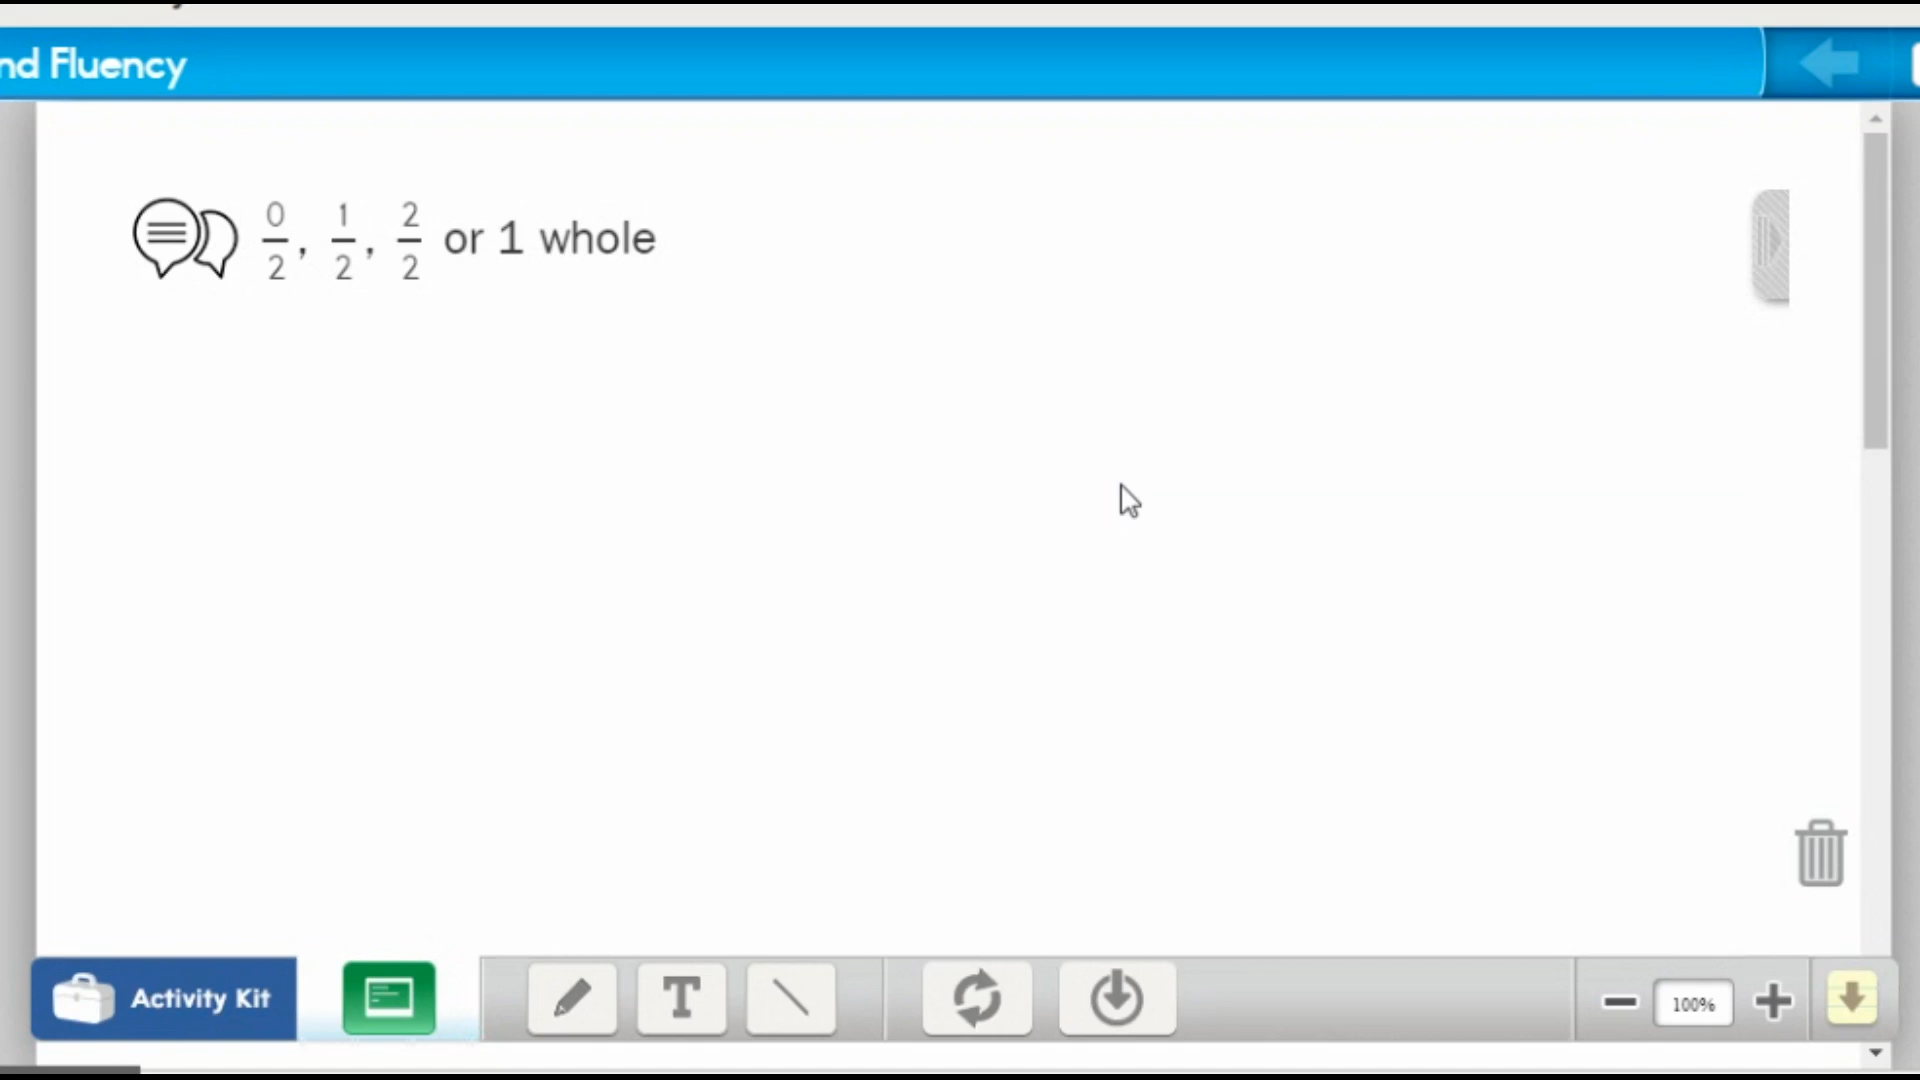 nd Fluency
0/2, 1/2, 2/2 or 1 whole
Activity Kit
T
100%